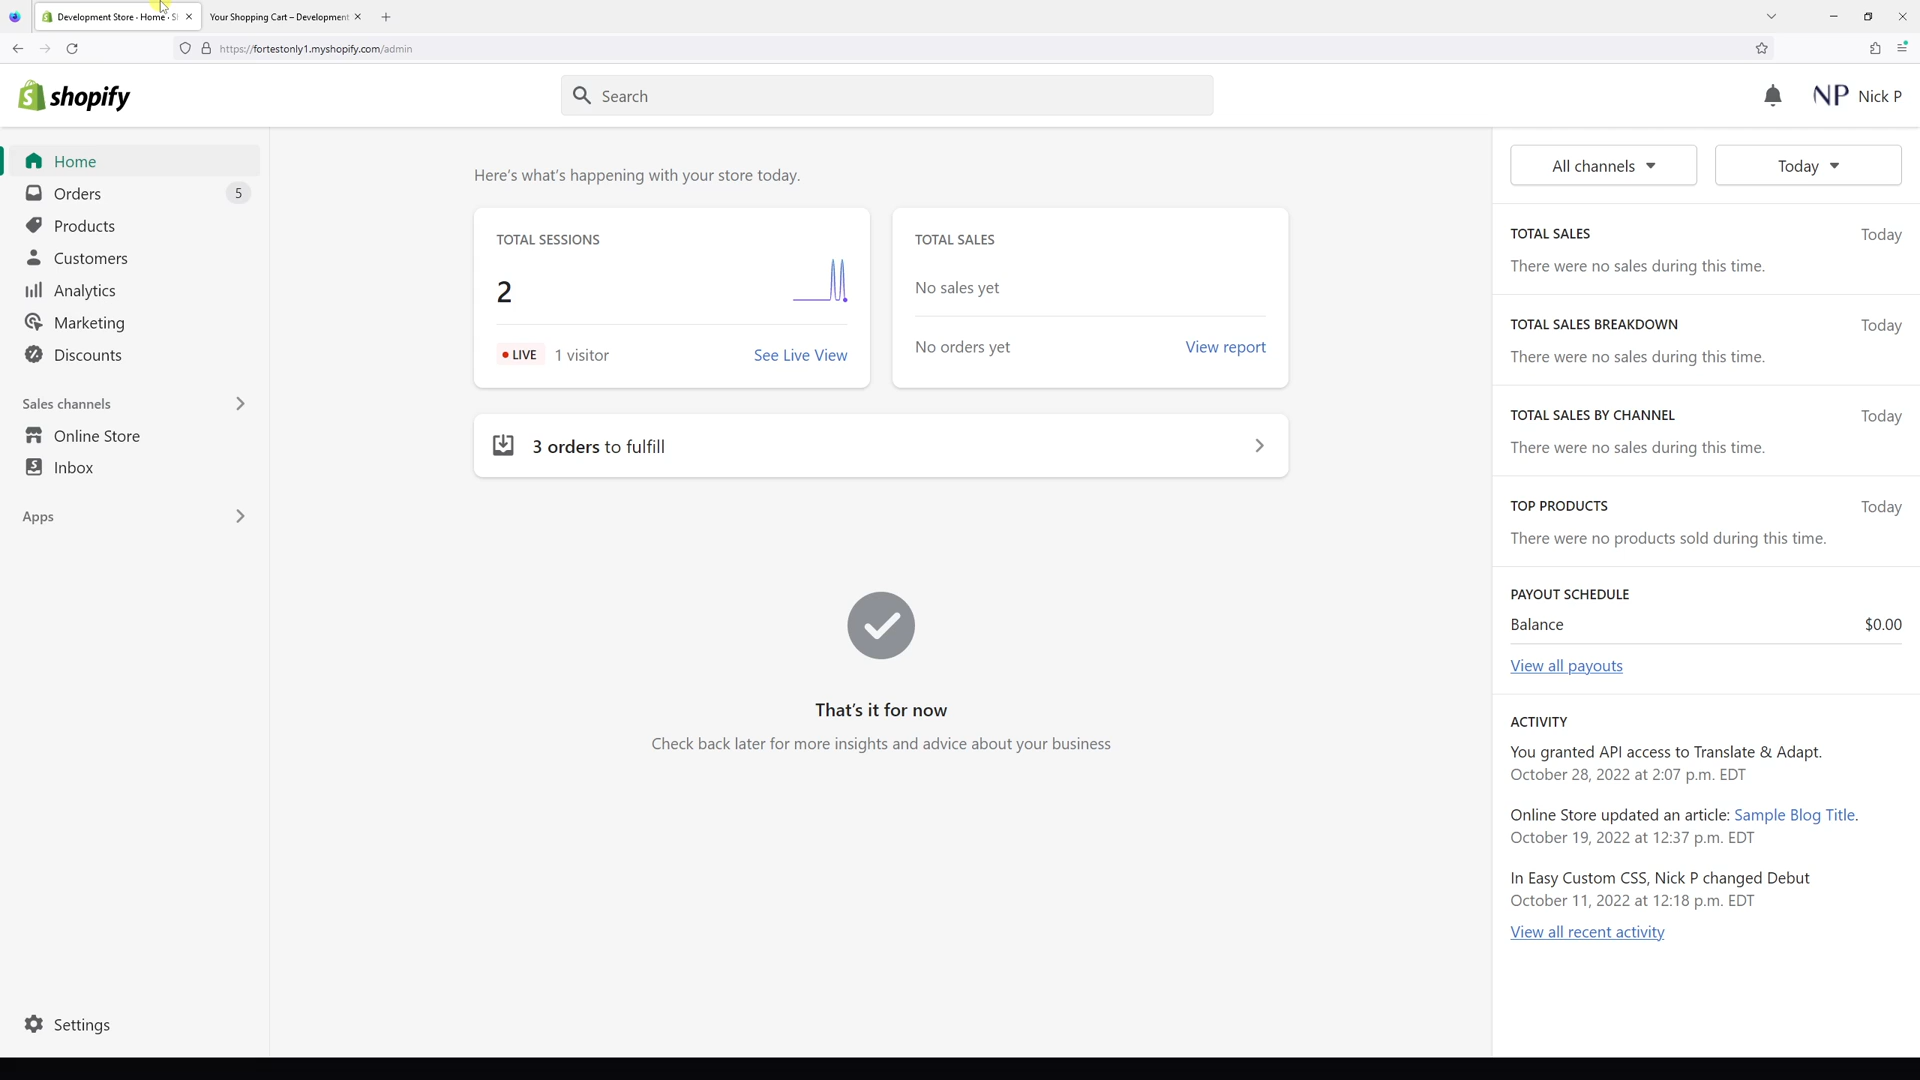 Development Store · Home · S
Your Shopping Cart – Development
https://fortestonly1.myshopify.com/admin
shopify
Search
NP Nick P
Home
Orders 5
Products
Customers
Analytics
Marketing
Discounts
Sales channels
Online Store
Inbox
Apps
Settings
Here's what's happening with your store today.
TOTAL SESSIONS
2
LIVE 1 visitor See Live View
TOTAL SALES
No sales yet
No orders yet View report
3 orders to fulfill
That's it for now
Check back later for more insights and advice about your business
All channels Today
TOTAL SALES Today
There were no sales during this time.
TOTAL SALES BREAKDOWN Today
There were no sales during this time.
TOTAL SALES BY CHANNEL Today
There were no sales during this time.
TOP PRODUCTS Today
There were no products sold during this time.
PAYOUT SCHEDULE
Balance $0.00
View all payouts
ACTIVITY
You granted API access to Translate & Adapt.
October 28, 2022 at 2:07 p.m. EDT
Online Store updated an article: Sample Blog Title.
October 19, 2022 at 12:37 p.m. EDT
In Easy Custom CSS, Nick P changed Debut
October 11, 2022 at 12:18 p.m. EDT
View all recent activity